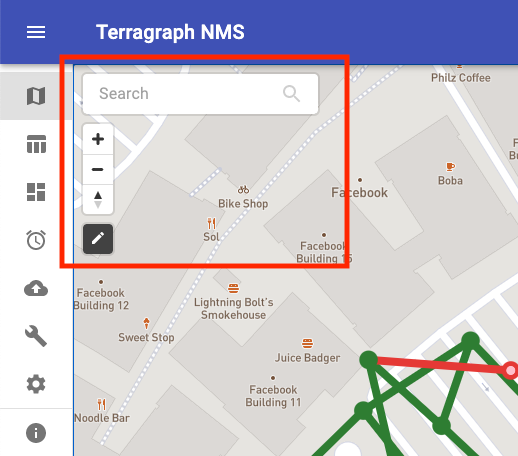 Terragraph NMS
Philz Coffee
Search
+
−
Boba
Facebook
Bike Shop
Sol
Facebook
Building 15
Facebook
Building 12
Lightning Bolt's
Smokehouse
Sweet Stop
Juice Badger
Facebook
Building 11
Noodle Bar